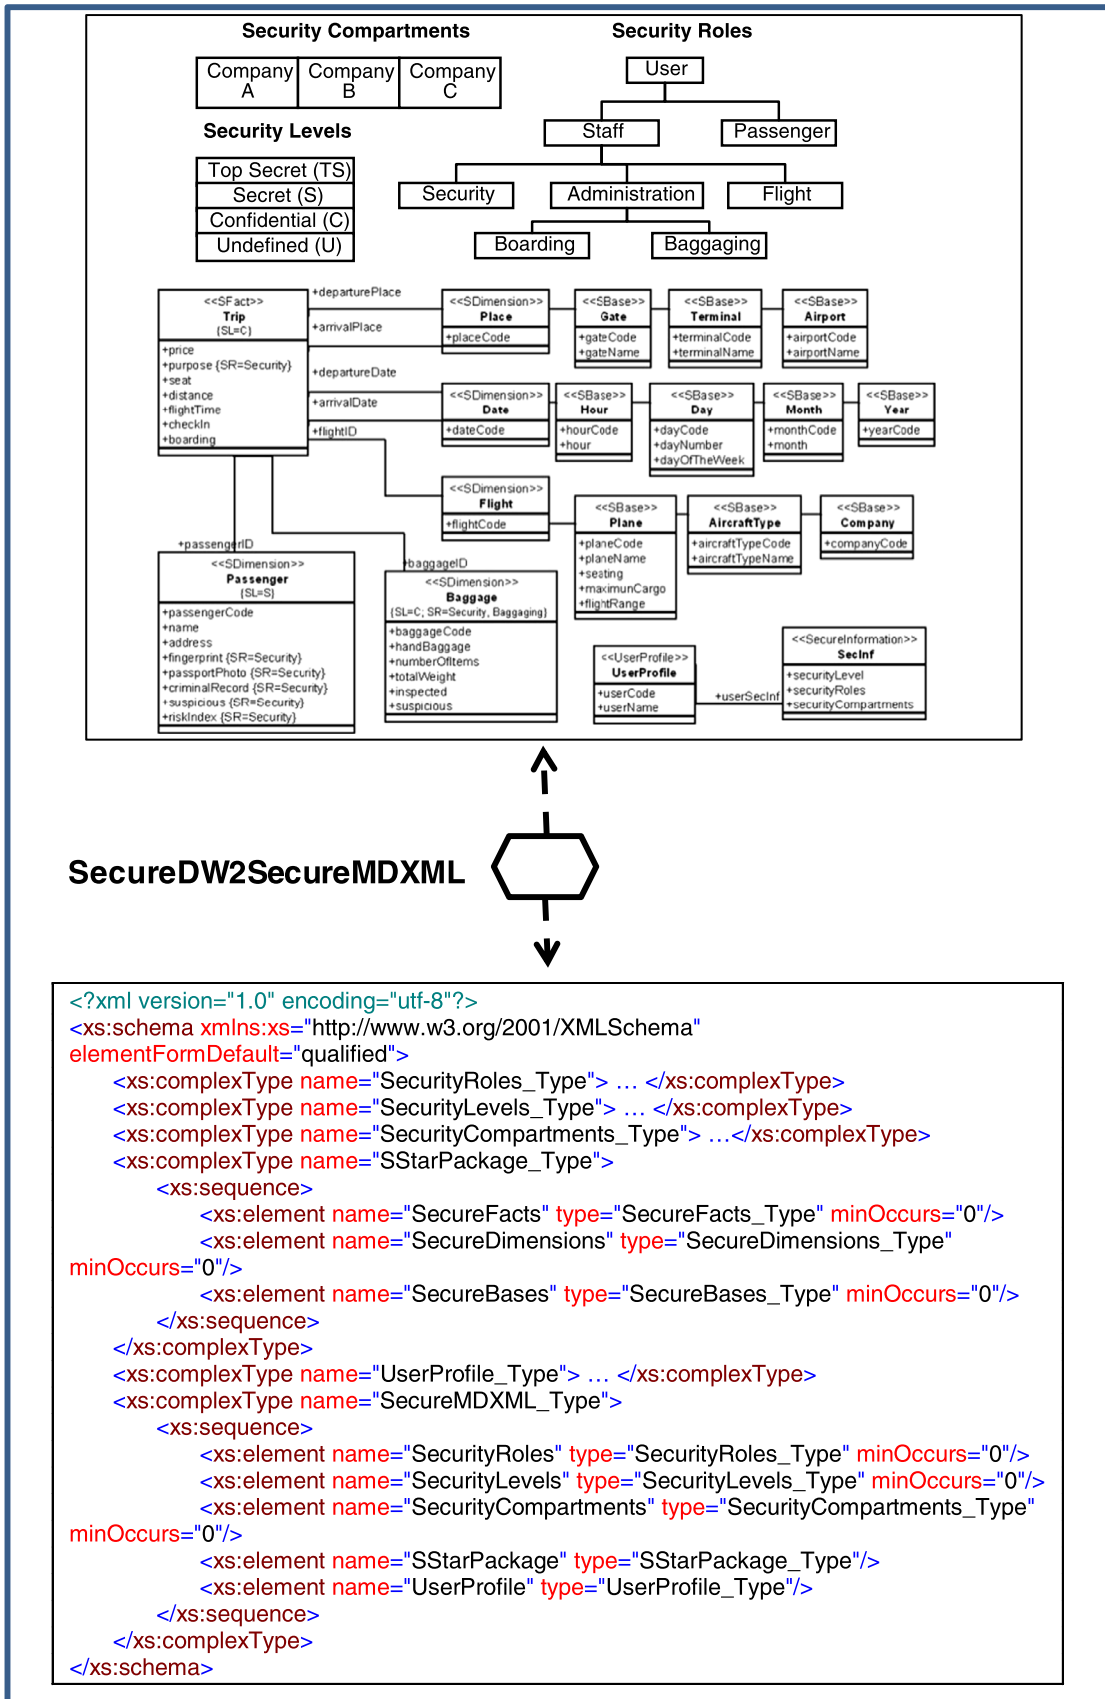 Security Compartments
Company A
Company B
Company C
Security Levels
Top Secret (TS)
Secret (S)
Confidential (C)
Undefined (U)
Security Roles
User
Staff
Passenger
Security
Administration
Flight
Boarding
Baggaging
<<SFact>>
Trip
{SL=C}
+price
+purpose {SR=Security}
+seat
+distance
+flightTime
+checkIn
+boarding
+departurePlace
+arrivalPlace
+departureDate
+arrivalDate
+flightID
+passengerID
+baggageID
<<SDimension>>
Place
+placeCode
<<SBase>>
Gate
+gateCode
+gateName
<<SBase>>
Terminal
+terminalCode
+terminalName
<<SBase>>
Airport
+airportCode
+airportName
<<SDimension>>
Date
+dateCode
<<SBase>>
Hour
+hourCode
+hour
<<SBase>>
Day
+dayCode
+dayNumber
+dayOfTheWeek
<<SBase>>
Month
+monthCode
+month
<<SBase>>
Year
+yearCode
<<SDimension>>
Flight
+flightCode
<<SBase>>
Plane
+planeCode
+planeName
+seating
+maximunCargo
+flightRange
<<SBase>>
AircraftType
+aircraftTypeCode
+aircraftTypeName
<<SBase>>
Company
+companyCode
<<SDimension>>
Passenger
{SL=S}
+passengerCode
+name
+address
+fingerprint {SR=Security}
+passportPhoto {SR=Security}
+criminalRecord {SR=Security}
+suspicious {SR=Security}
+riskIndex {SR=Security}
<<SDimension>>
Baggage
{SL=C; SR=Security, Baggaging}
+baggageCode
+handBaggage
+numberOfItems
+totalWeight
+inspected
+suspicious
<<UserProfile>>
UserProfile
+userCode
+userName
+userSecInf
<<SecureInformation>>
SecInf
+securityLevel
+securityRoles
+securityCompartments
SecureDW2SecureMDXML
<?xml version="1.0" encoding="utf-8"?>
<xs:schema xmlns:xs="http://www.w3.org/2001/XMLSchema"
elementFormDefault="qualified">
<xs:complexType name="SecurityRoles_Type"> … </xs:complexType>
<xs:complexType name="SecurityLevels_Type"> … </xs:complexType>
<xs:complexType name="SecurityCompartments_Type"> …</xs:complexType>
<xs:complexType name="SStarPackage_Type">
<xs:sequence>
<xs:element name="SecureFacts" type="SecureFacts_Type" minOccurs="0"/>
<xs:element name="SecureDimensions" type="SecureDimensions_Type"
minOccurs="0"/>
<xs:element name="SecureBases" type="SecureBases_Type" minOccurs="0"/>
</xs:sequence>
</xs:complexType>
<xs:complexType name="UserProfile_Type"> … </xs:complexType>
<xs:complexType name="SecureMDXML_Type">
<xs:sequence>
<xs:element name="SecurityRoles" type="SecurityRoles_Type" minOccurs="0"/>
<xs:element name="SecurityLevels" type="SecurityLevels_Type" minOccurs="0"/>
<xs:element name="SecurityCompartments" type="SecurityCompartments_Type"
minOccurs="0"/>
<xs:element name="SStarPackage" type="SStarPackage_Type"/>
<xs:element name="UserProfile" type="UserProfile_Type"/>
</xs:sequence>
</xs:complexType>
</xs:schema>